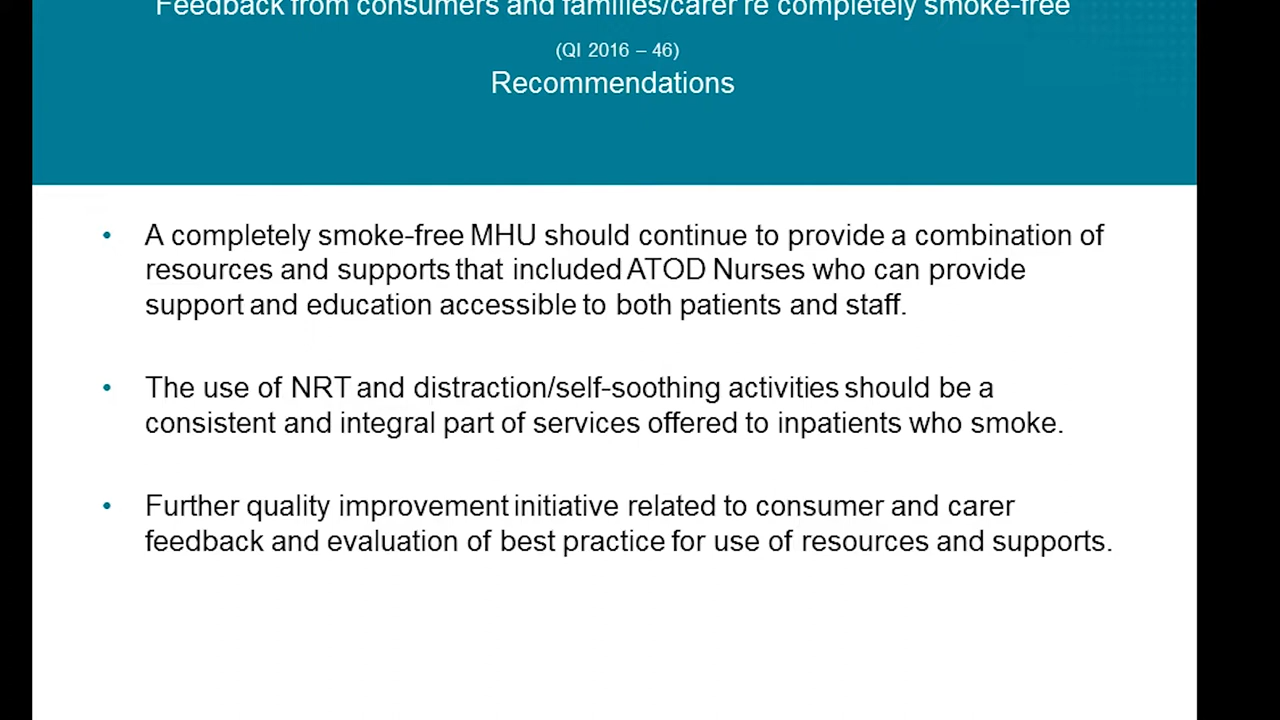 Feedback from consumers and families/carer re completely smoke-free
(QI 2016 – 46)
Recommendations
• A completely smoke-free MHU should continue to provide a combination of
resources and supports that included ATOD Nurses who can provide
support and education accessible to both patients and staff.
• The use of NRT and distraction/self-soothing activities should be a
consistent and integral part of services offered to inpatients who smoke.
• Further quality improvement initiative related to consumer and carer
feedback and evaluation of best practice for use of resources and supports.